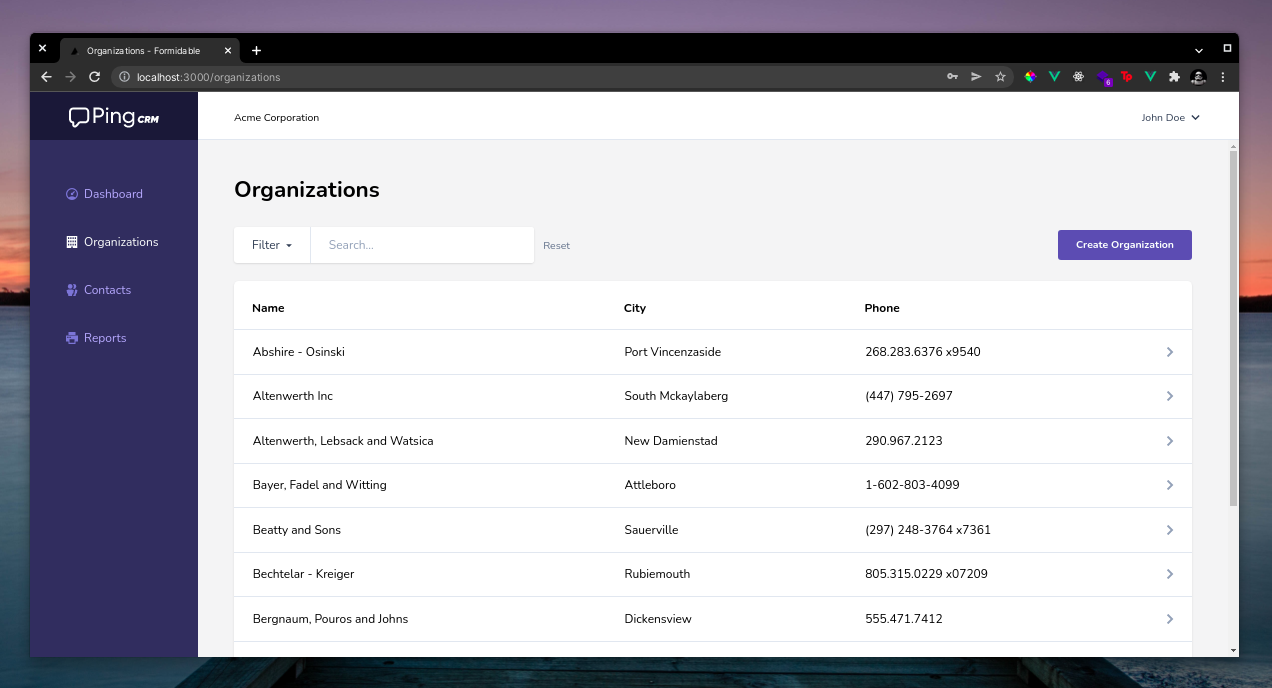 Organizations - Formidable
localhost:3000/organizations
6
Ping CRM
Acme Corporation
John Doe
Dashboard
Organizations
Contacts
Reports
Organizations
Filter
Search...
Reset
Create Organization
Name City Phone
Abshire - Osinski Port Vincenzaside 268.283.6376 x9540
Altenwerth Inc South Mckaylaberg (447) 795-2697
Altenwerth, Lebsack and Watsica New Damienstad 290.967.2123
Bayer, Fadel and Witting Attleboro 1-602-803-4099
Beatty and Sons Sauerville (297) 248-3764 x7361
Bechtelar - Kreiger Rubiemouth 805.315.0229 x07209
Bergnaum, Pouros and Johns Dickensview 555.471.7412